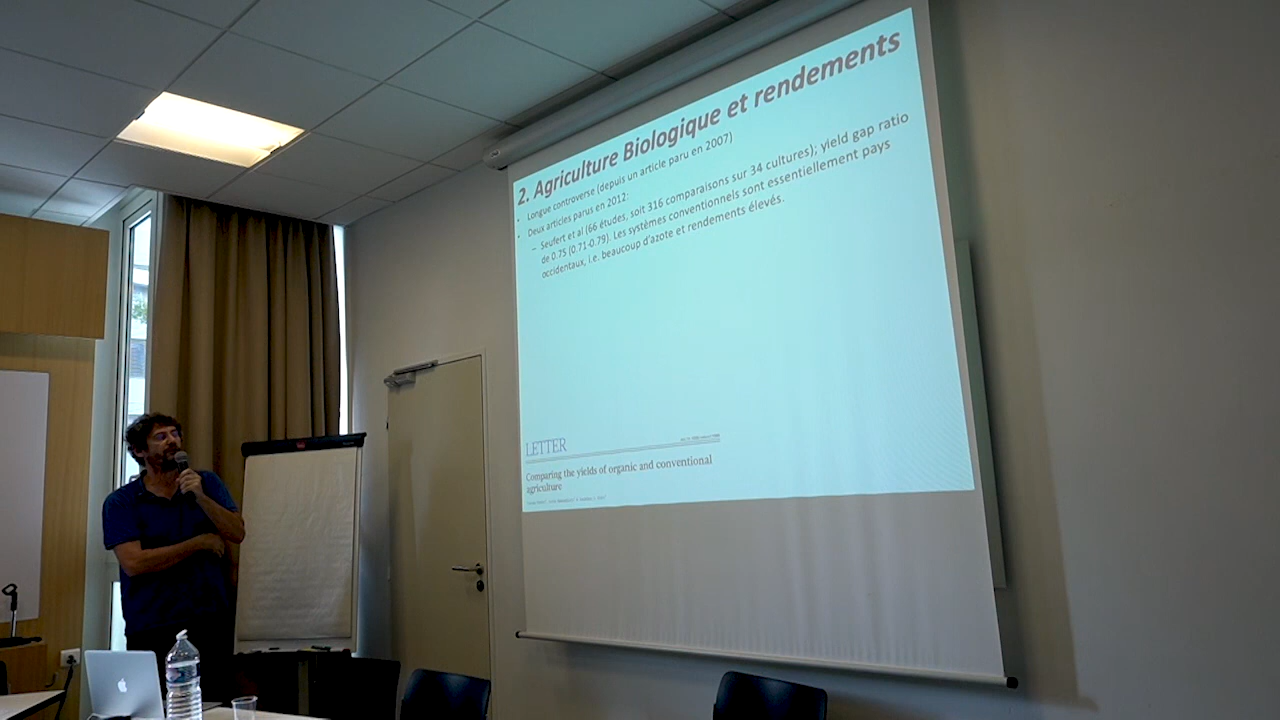 2. Agriculture Biologique et rendements
• Longue controverse (depuis un article paru en 2007)
• Deux articles parus en 2012:
– Seufert et al (66 études, soit 316 comparaisons sur 34 cultures); yield gap ratio
de 0.75 (0.71-0.79). Les systèmes conventionnels sont essentiellement pays
occidentaux, i.e. beaucoup d'azote et rendements élevés.
LETTER
Comparing the yields of organic and conventional
agriculture